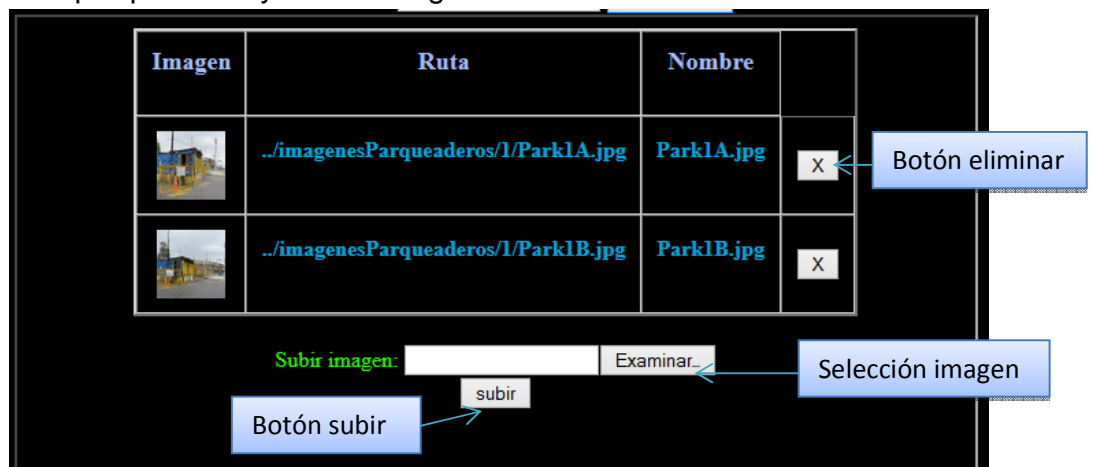 Imagen Ruta Nombre
../imagenesParqueaderos/1/Park1A.jpg Park1A.jpg X
Botón eliminar
../imagenesParqueaderos/1/Park1B.jpg Park1B.jpg X
Subir imagen: Examinar...
Selección imagen
subir
Botón subir